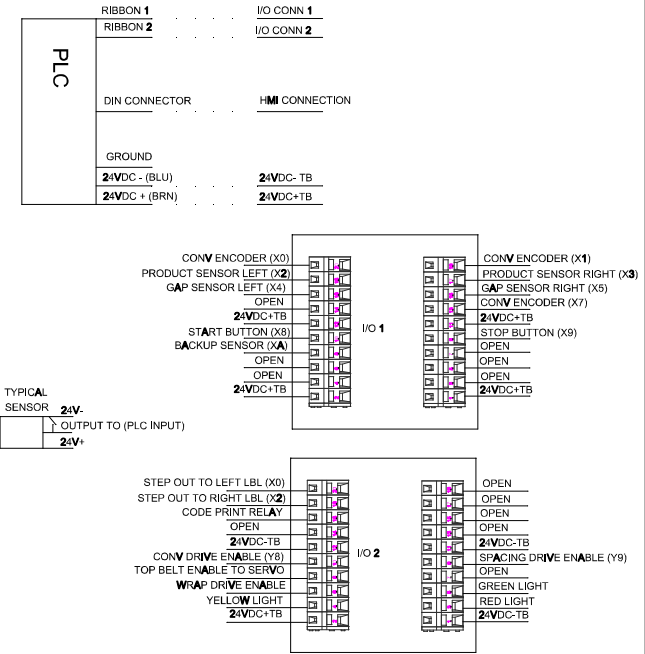 RIBBON 1 I/O CONN 1
RIBBON 2 I/O CONN 2
PLC
DIN CONNECTOR HMI CONNECTION
GROUND
24VDC - (BLU) 24VDC- TB
24VDC + (BRN) 24VDC+TB
CONV ENCODER (X0)
PRODUCT SENSOR LEFT (X2)
GAP SENSOR LEFT (X4)
OPEN
24VDC+TB
START BUTTON (X8)
BACKUP SENSOR (XA)
OPEN
OPEN
24VDC+TB
I/O 1
CONV ENCODER (X1)
PRODUCT SENSOR RIGHT (X3)
GAP SENSOR RIGHT (X5)
CONV ENCODER (X7)
24VDC+TB
STOP BUTTON (X9)
OPEN
OPEN
OPEN
24VDC+TB
TYPICAL
SENSOR
24V-
OUTPUT TO (PLC INPUT)
24V+
STEP OUT TO LEFT LBL (X0)
STEP OUT TO RIGHT LBL (X2)
CODE PRINT RELAY
OPEN
24VDC-TB
CONV DRIVE ENABLE (Y8)
TOP BELT ENABLE TO SERVO
WRAP DRIVE ENABLE
YELLOW LIGHT
24VDC+TB
I/O 2
OPEN
OPEN
OPEN
OPEN
24VDC-TB
SPACING DRIVE ENABLE (Y9)
OPEN
GREEN LIGHT
RED LIGHT
24VDC-TB